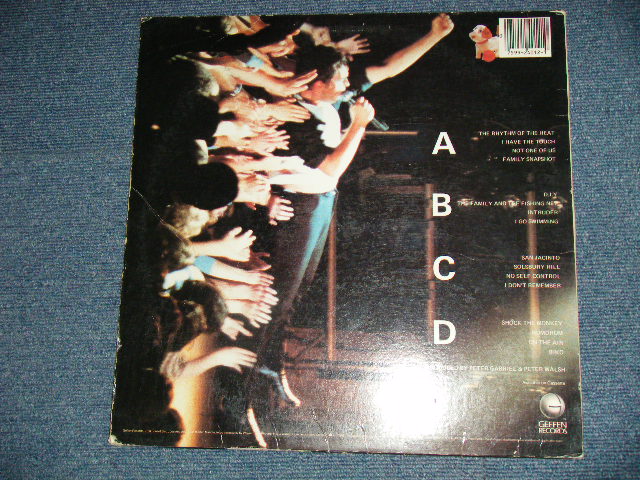 A
THE RHYTHM OF THE HEAT
I HAVE THE TOUCH
NOT ONE OF US
FAMILY SNAPSHOT
B
D.I.Y.
THE FAMILY AND THE FISHING NET
INTRUDER
I GO SWIMMING
C
SAN JACINTO
SOLSBURY HILL
NO SELF CONTROL
I DON'T REMEMBER
D
SHOCK THE MONKEY
HUMDRUM
ON THE AIR
BIKO
BY PETER GABRIEL & PETER WALSH
GEFFEN
RECORDS